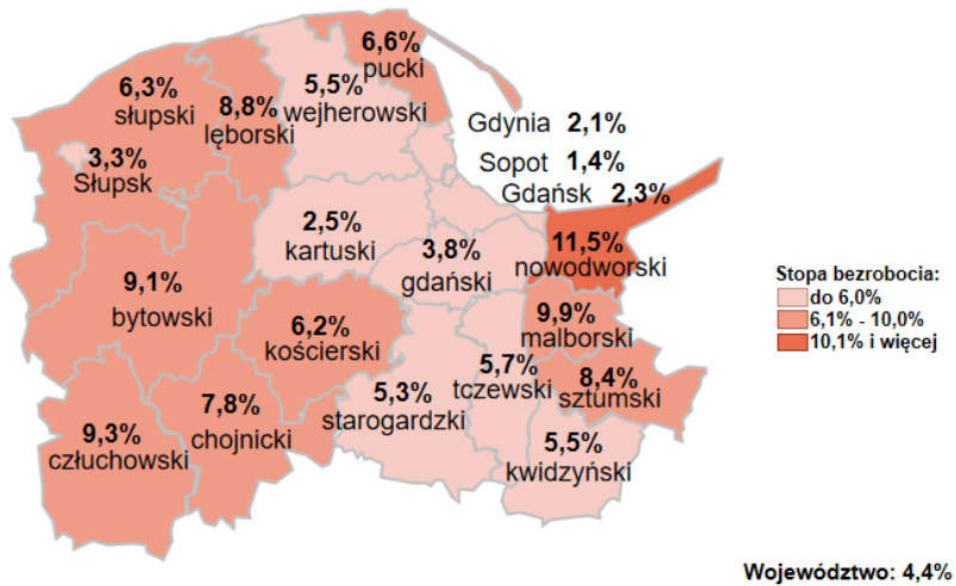 6,6%
pucki
6,3%
słupski
8,8%
lęborski
5,5%
wejherowski
Gdynia 2,1%
Sopot 1,4%
Gdańsk 2,3%
3,3%
Słupsk
2,5%
kartuski
3,8%
gdański
11,5%
nowodworski
9,1%
bytowski
6,2%
kościerski
9,9%
malborski
5,7%
tczewski
8,4%
sztumski
5,3%
starogardzki
7,8%
chojnicki
9,3%
człuchowski
5,5%
kwidzyński
Stopa bezrobocia:
do 6,0%
6,1% - 10,0%
10,1% i więcej
Województwo: 4,4%